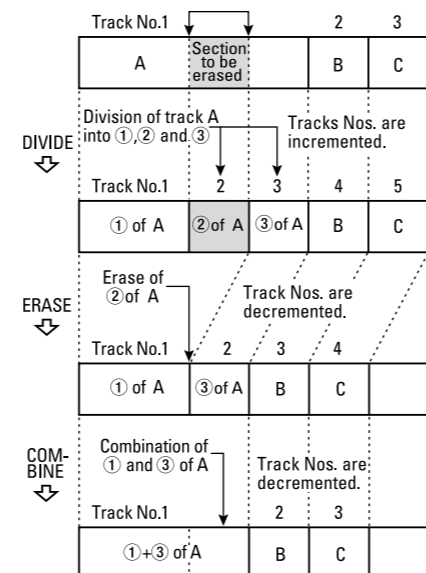 Track No.1 2 3
A Section to be erased B C
DIVIDE
Division of track A
into ①,② and ③
Tracks Nos. are
incremented.
Track No.1 2 3 4 5
① of A ②of A ③of A B C
ERASE
Erase of
②of A
Track Nos. are
decremented.
Track No.1 2 3 4
① of A ③of A B C
COM-
BINE
Combination of
① and ③ of A
Track Nos. are
decremented.
Track No.1 2 3
①+③ of A B C